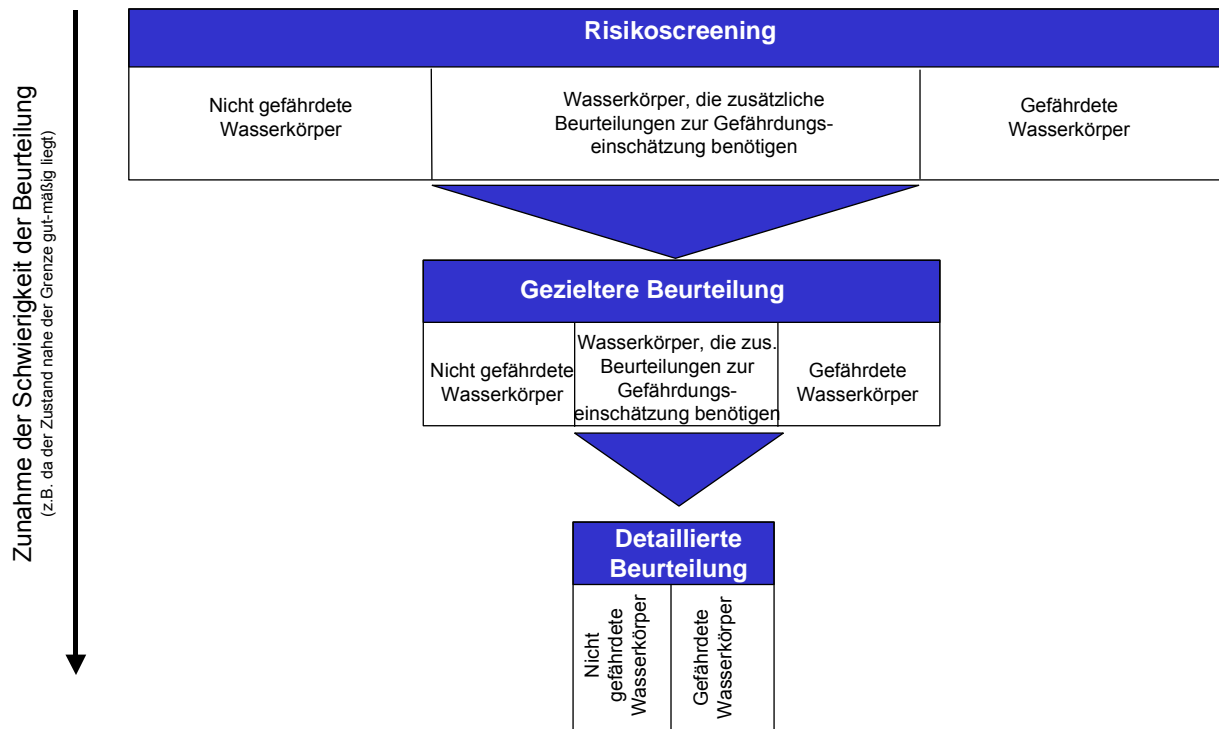 Zunahme der Schwierigkeit der Beurteilung
(z.B. da der Zustand nahe der Grenze gut-mäßig liegt)
Risikoscreening
Nicht gefährdete
Wasserkörper
Wasserkörper, die zusätzliche
Beurteilungen zur Gefährdungs-
einschätzung benötigen
Gefährdete
Wasserkörper
Gezieltere Beurteilung
Nicht gefährdete
Wasserkörper
Wasserkörper, die zus.
Beurteilungen zur
Gefährdungs-
einschätzung benötigen
Gefährdete
Wasserkörper
Detaillierte
Beurteilung
Nicht
gefährdete
Wasserkörper
Gefährdete
Wasserkörper